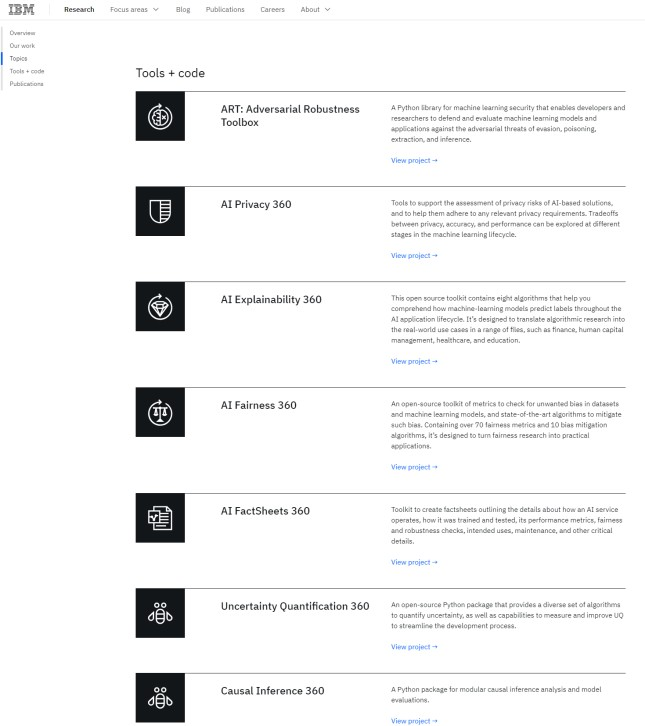 IBM
Research
Focus areas
Blog
Publications
Careers
About
Overview
Our work
Topics
Tools + code
Publications
Tools + code
ART: Adversarial Robustness
Toolbox
A Python library for machine learning security that enables developers and
researchers to defend and evaluate machine learning models and
applications against the adversarial threats of evasion, poisoning,
extraction, and inference.
View project →
AI Privacy 360
Tools to support the assessment of privacy risks of AI-based solutions,
and to help them adhere to any relevant privacy requirements. Tradeoffs
between privacy, accuracy, and performance can be explored at different
stages in the machine learning lifecycle.
View project →
AI Explainability 360
This open source toolkit contains eight algorithms that help you
comprehend how machine-learning models predict labels throughout the
AI application lifecycle. It's designed to translate algorithmic research into
the real-world use cases in a range of files, such as finance, human capital
management, healthcare, and education.
View project →
AI Fairness 360
An open-source toolkit of metrics to check for unwanted bias in datasets
and machine learning models, and state-of-the-art algorithms to mitigate
such bias. Containing over 70 fairness metrics and 10 bias mitigation
algorithms, it's designed to turn fairness research into practical
applications.
View project →
AI FactSheets 360
Toolkit to create factsheets outlining the details about how an AI service
operates, how it was trained and tested, its performance metrics, fairness
and robustness checks, intended uses, maintenance, and other critical
details.
View project →
Uncertainty Quantification 360
An open-source Python package that provides a diverse set of algorithms
to quantify uncertainty, as well as capabilities to measure and improve UQ
to streamline the development process.
View project →
Causal Inference 360
A Python package for modular causal inference analysis and model
evaluations.
View project →